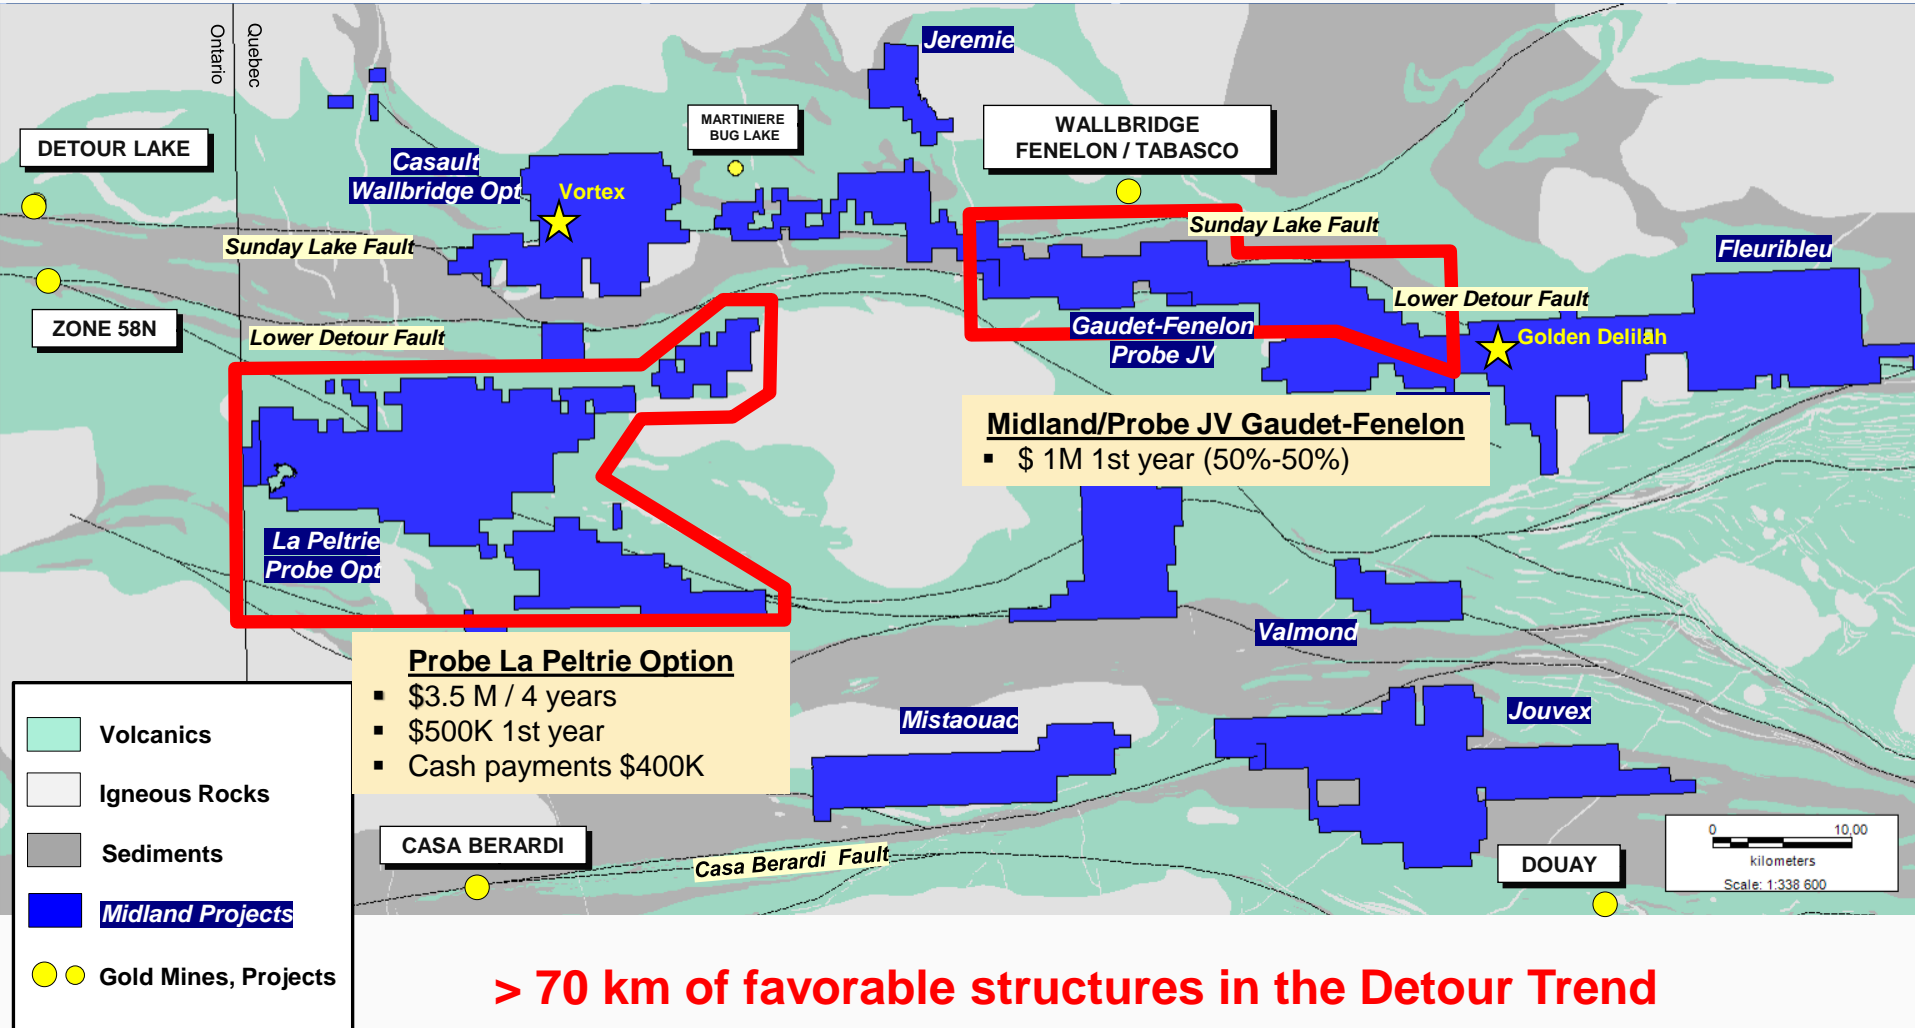 Ontario
Quebec
Jeremie
DETOUR LAKE
MARTINIERE
BUG LAKE
WALLBRIDGE
FENELON / TABASCO
Casault
Wallbridge Opt
Vortex
Sunday Lake Fault
Sunday Lake Fault
Fleuribleu
ZONE 58N
Lower Detour Fault
Lower Detour Fault
Gaudet-Fenelon
Probe JV
Golden Delilah
Midland/Probe JV Gaudet-Fenelon
▪ $ 1M 1st year (50%-50%)
La Peltrie
Probe Opt
Valmond
Probe La Peltrie Option
▪ $3.5 M / 4 years
▪ $500K 1st year
▪ Cash payments $400K
Mistaouac
Jouvex
Volcanics
Igneous Rocks
Sediments
Midland Projects
Gold Mines, Projects
CASA BERARDI
Casa Berardi Fault
DOUAY
0 10,00
kilometers
Scale: 1:338 600
> 70 km of favorable structures in the Detour Trend